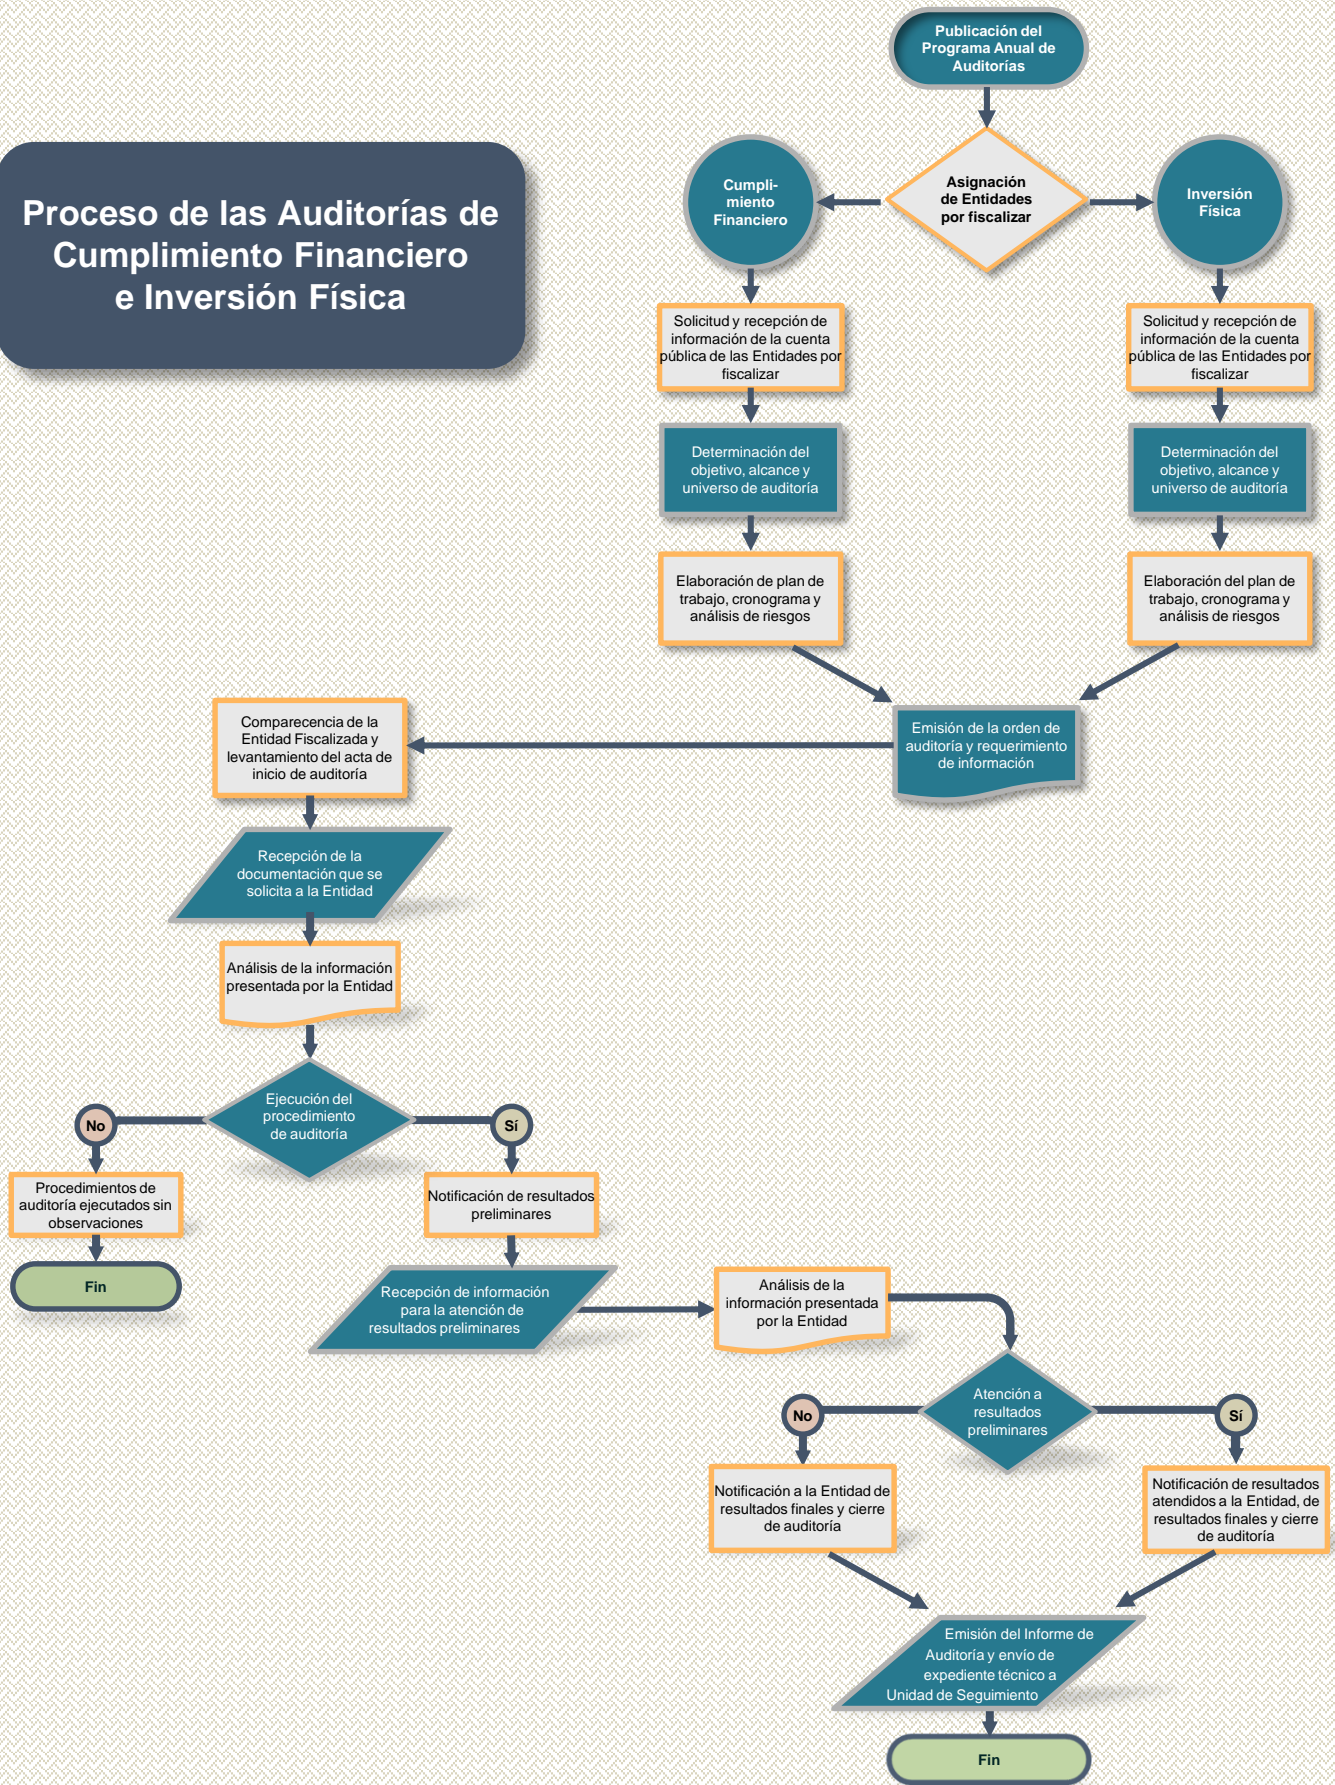 Publicación del
Programa Anual de
Auditorías
Proceso de las Auditorías de
Cumplimiento Financiero
e Inversión Física
Asignación
de Entidades
por fiscalizar
Cumpli-
miento
Financiero
Inversión
Física
Solicitud y recepción de
información de la cuenta
pública de las Entidades por
fiscalizar
Solicitud y recepción de
información de la cuenta
pública de las Entidades por
fiscalizar
Determinación del
objetivo, alcance y
universo de auditoría
Determinación del
objetivo, alcance y
universo de auditoría
Elaboración de plan de
trabajo, cronograma y
análisis de riesgos
Elaboración del plan de
trabajo, cronograma y
análisis de riesgos
Emisión de la orden de
auditoría y requerimiento
de información
Comparecencia de la
Entidad Fiscalizada y
levantamiento del acta de
inicio de auditoría
Recepción de la
documentación que se
solicita a la Entidad
Análisis de la información
presentada por la Entidad
Ejecución del
procedimiento
de auditoría
No
Sí
Procedimientos de
auditoría ejecutados sin
observaciones
Fin
Notificación de resultados
preliminares
Recepción de información
para la atención de
resultados preliminares
Análisis de la
información presentada
por la Entidad
Atención a
resultados
preliminares
No
Sí
Notificación a la Entidad de
resultados finales y cierre
de auditoría
Notificación de resultados
atendidos a la Entidad, de
resultados finales y cierre
de auditoría
Emisión del Informe de
Auditoría y envío de
expediente técnico a
Unidad de Seguimiento
Fin